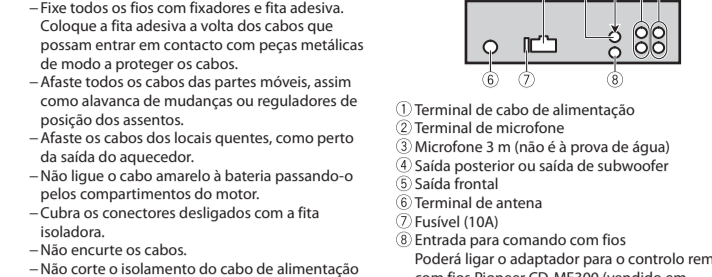 – Fixe todos os fios com fixadores e fita adesiva.
Coloque a fita adesiva a volta dos cabos que
possam entrar em contacto com peças metálicas
de modo a proteger os cabos.
– Afaste todos os cabos das partes móveis, assim
como alavanca de mudanças ou reguladores de
posição dos assentos.
– Afaste os cabos dos locais quentes, como perto
da saída do aquecedor.
– Não ligue o cabo amarelo à bateria passando-o
pelos compartimentos do motor.
– Cubra os conectores desligados com a fita
isoladora.
– Não encurte os cabos.
– Não corte o isolamento do cabo de alimentação
⑥ ⑦ ⑧
① Terminal de cabo de alimentação
② Terminal de microfone
③ Microfone 3 m (não é à prova de água)
④ Saída posterior ou saída de subwoofer
⑤ Saída frontal
⑥ Terminal de antena
⑦ Fusível (10A)
⑧ Entrada para comando com fios
Poderá ligar o adaptador para o controlo rem
com fios Pioneer CD-ME300 (vendido em